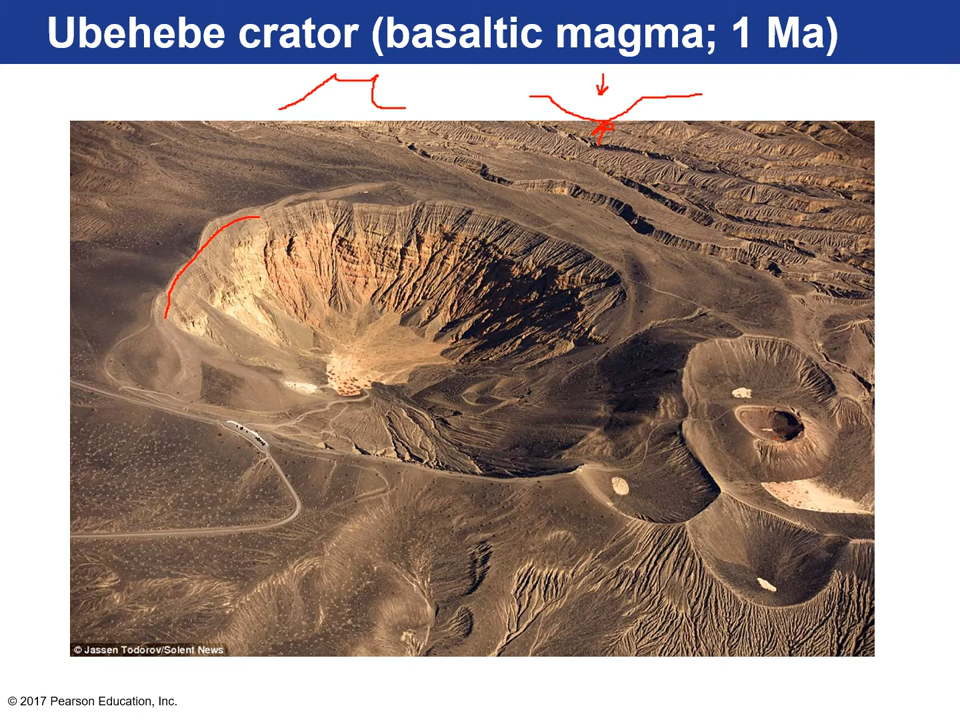 Ubehebe crator (basaltic magma; 1 Ma)
© Jassen Todorov/Solent News
© 2017 Pearson Education, Inc.